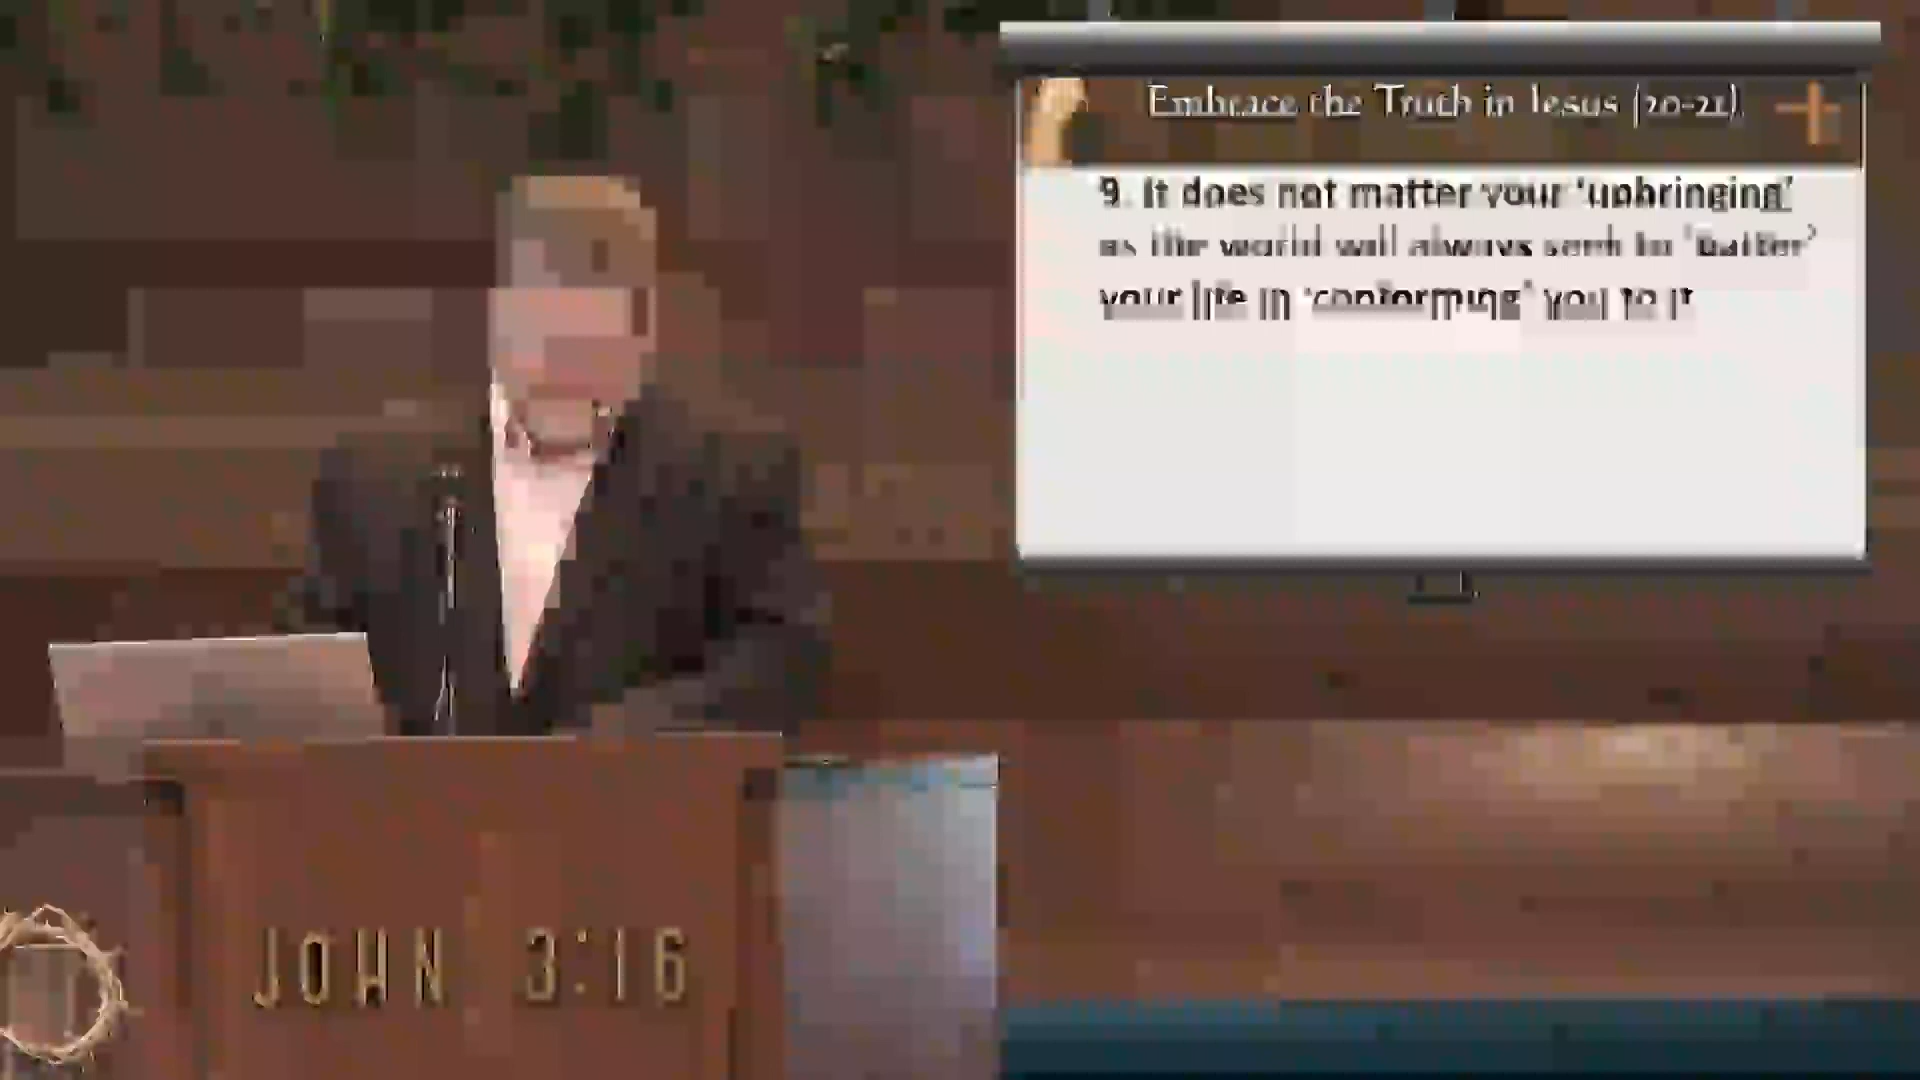 Embrace the Truth in Jesus (20-21)
9. It does not matter your ‘upbringing’
as the world will always seek to ‘batter’
your life in ‘conforming’ you to it
JOHN 3:16